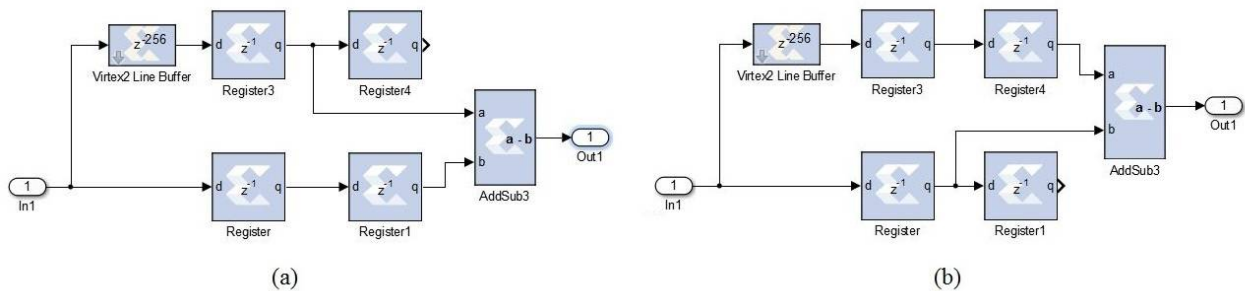 z-256
Virtex2 Line Buffer
d z-1 q
Register3
d z-1 q
Register4
a
a - b
b
AddSub3
1
Out1
1
In1
d z-1 q
Register
d z-1 q
Register1
(a)
z-256
Virtex2 Line Buffer
d z-1 q
Register3
d z-1 q
Register4
a
a - b
b
AddSub3
1
Out1
1
In1
d z-1 q
Register
d z-1 q
Register1
(b)